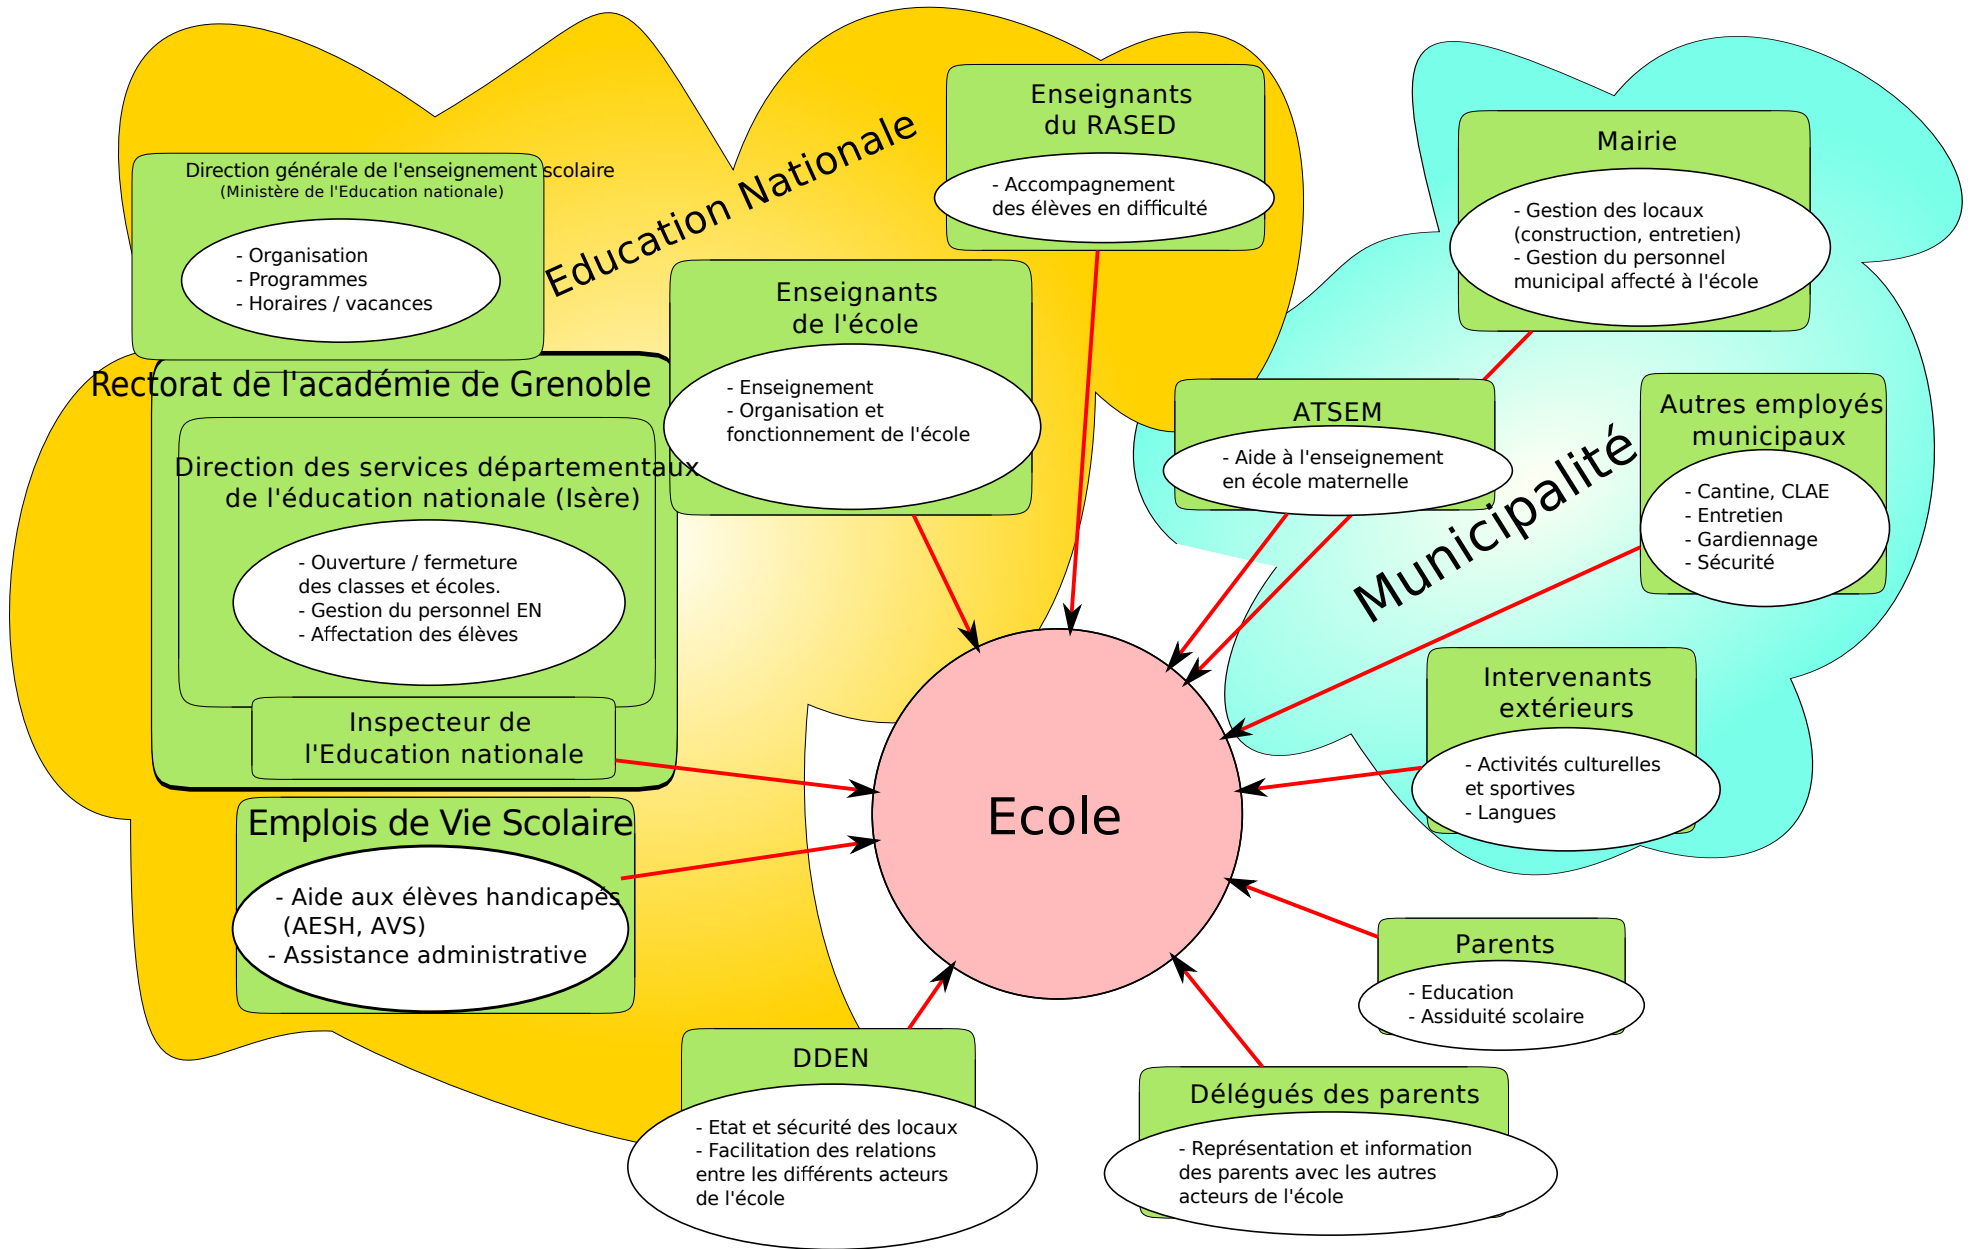 Education Nationale
Direction générale de l'enseignement scolaire
(Ministère de l'Education nationale)
- Organisation
- Programmes
- Horaires / vacances
Rectorat de l'académie de Grenoble
Direction des services départementaux
de l'éducation nationale (Isère)
- Ouverture / fermeture
des classes et écoles.
- Gestion du personnel EN
- Affectation des élèves
Inspecteur de
l'Education nationale
Emplois de Vie Scolaire
- Aide aux élèves handicapés
(AESH, AVS)
- Assistance administrative
Enseignants
de l'école
- Enseignement
- Organisation et
fonctionnement de l'école
Enseignants
du RASED
- Accompagnement
des élèves en difficulté
Municipalité
Mairie
- Gestion des locaux
(construction, entretien)
- Gestion du personnel
municipal affecté à l'école
ATSEM
- Aide à l'enseignement
en école maternelle
Autres employés
municipaux
- Cantine, CLAE
- Entretien
- Gardiennage
- Sécurité
Intervenants
extérieurs
- Activités culturelles
et sportives
- Langues
Ecole
Parents
- Education
- Assiduité scolaire
Délégués des parents
- Représentation et information
des parents avec les autres
acteurs de l'école
DDEN
- Etat et sécurité des locaux
- Facilitation des relations
entre les différents acteurs
de l'école